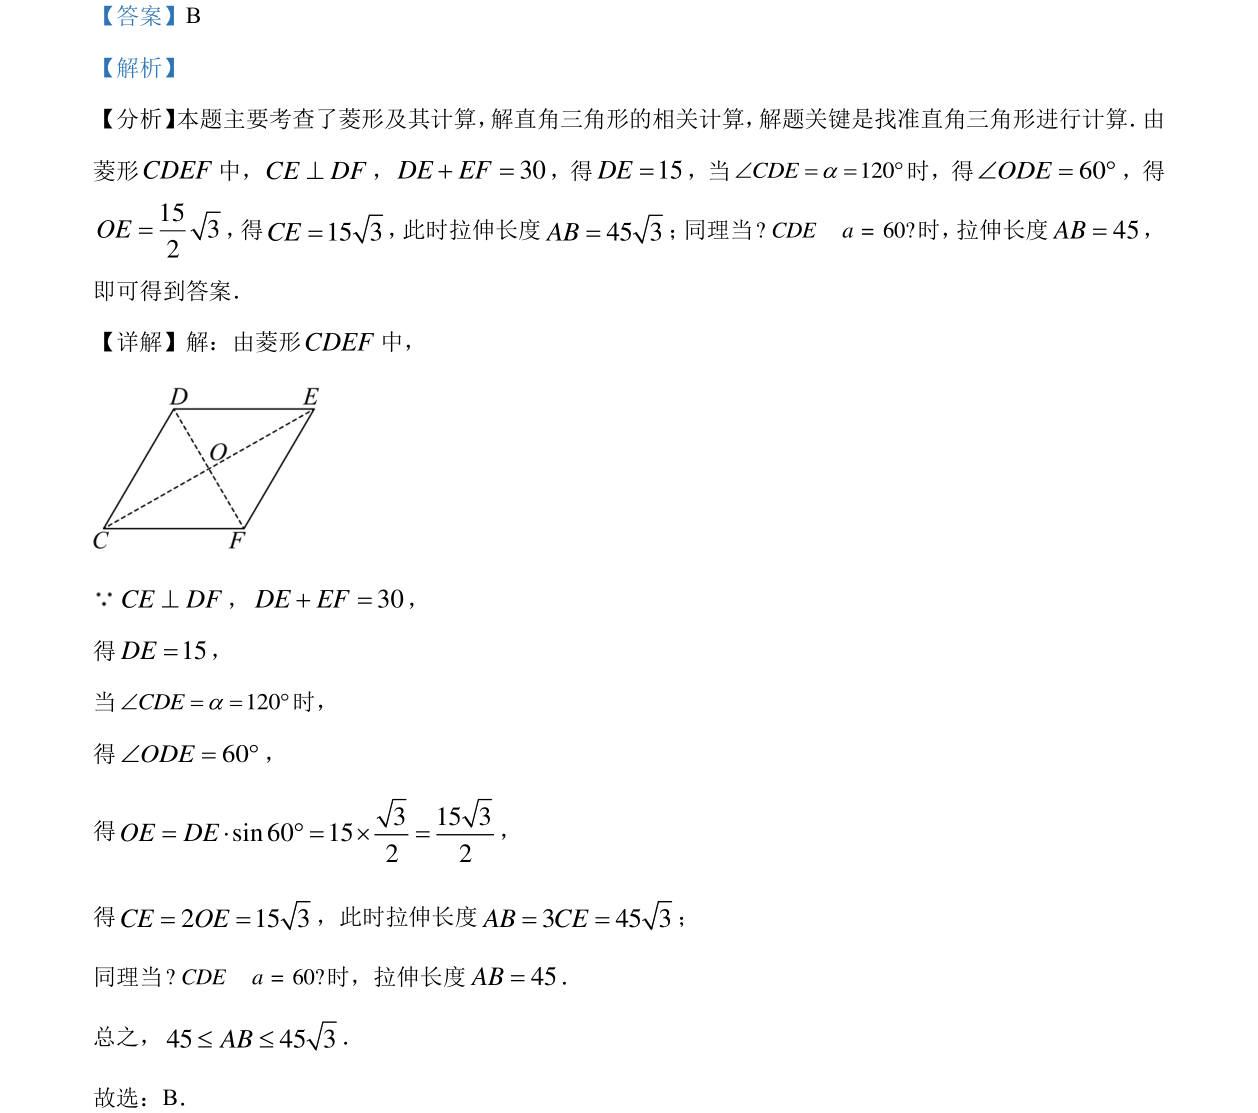 【答案】B
【解析】
【分析】本题主要考查了菱形及其计算,解直角三角形的相关计算,解题关键是找准直角三角形进行计算．由
菱形CDEF 中，CE ⊥ DF，DE + EF = 30，得DE = 15，当∠CDE = α = 120°时，得∠ODE = 60°，得
OE = \frac{15}{2}√3，得CE = 15√3，此时拉伸长度AB = 45√3；同理当? CDE a = 60?时，拉伸长度AB = 45，
即可得到答案．
【详解】解：由菱形CDEF 中，
D E
O
C F
∵ CE ⊥ DF，DE + EF = 30，
得DE = 15，
当∠CDE = α = 120°时，
得∠ODE = 60°，
得OE = DE · sin 60° = 15 × \frac{√3}{2} = \frac{15√3}{2}，
得CE = 2OE = 15√3，此时拉伸长度AB = 3CE = 45√3；
同理当? CDE a = 60?时，拉伸长度AB = 45．
总之，45 ≤ AB ≤ 45√3．
故选：B．